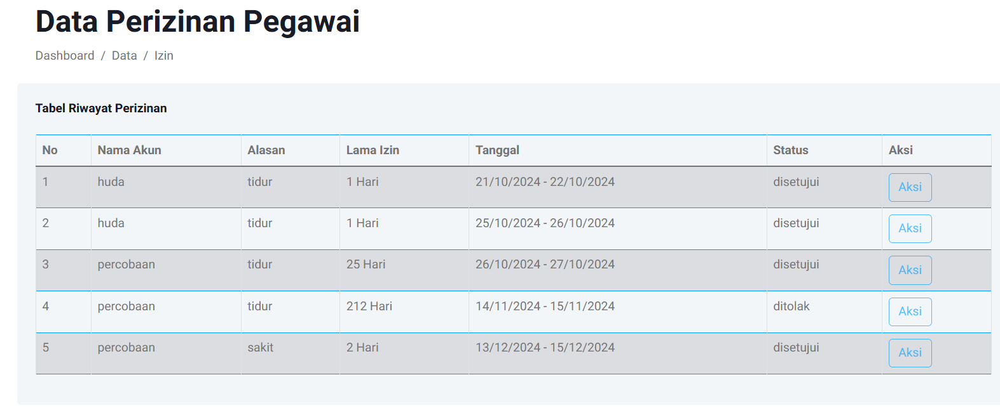 Data Perizinan Pegawai
Dashboard / Data / Izin
Tabel Riwayat Perizinan
No Nama Akun Alasan Lama Izin Tanggal Status Aksi
1 huda tidur 1 Hari 21/10/2024 - 22/10/2024 disetujui Aksi
2 huda tidur 1 Hari 25/10/2024 - 26/10/2024 disetujui Aksi
3 percobaan tidur 25 Hari 26/10/2024 - 27/10/2024 disetujui Aksi
4 percobaan tidur 212 Hari 14/11/2024 - 15/11/2024 ditolak Aksi
5 percobaan sakit 2 Hari 13/12/2024 - 15/12/2024 disetujui Aksi